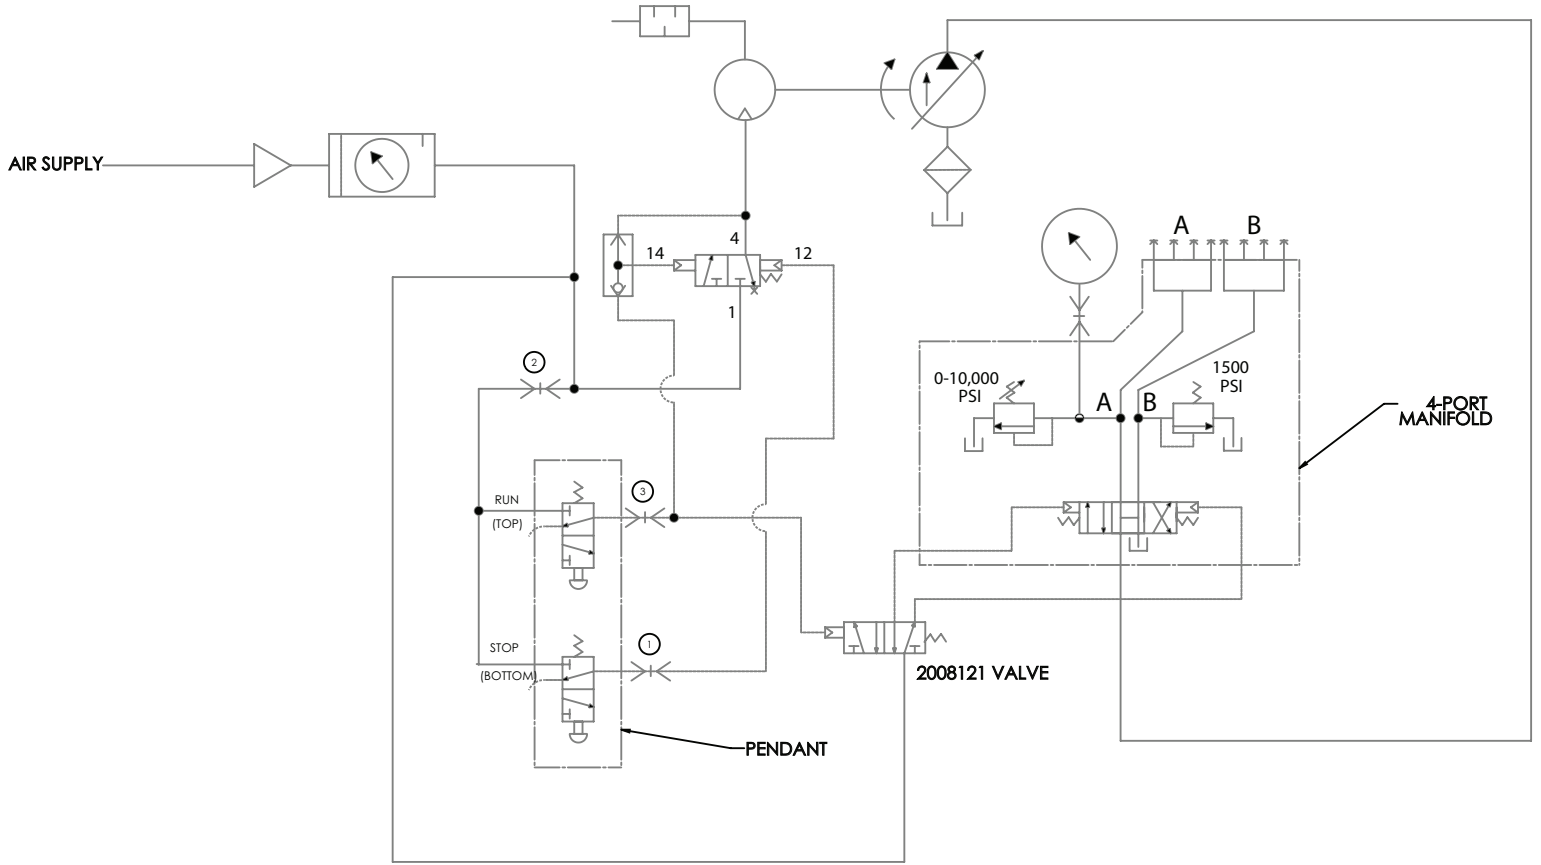 AIR SUPPLY
14
4
12
1
2
A
B
0-10,000
PSI
A
B
1500
PSI
4-PORT
MANIFOLD
RUN
(TOP)
3
STOP
(BOTTOM)
1
2008121 VALVE
PENDANT